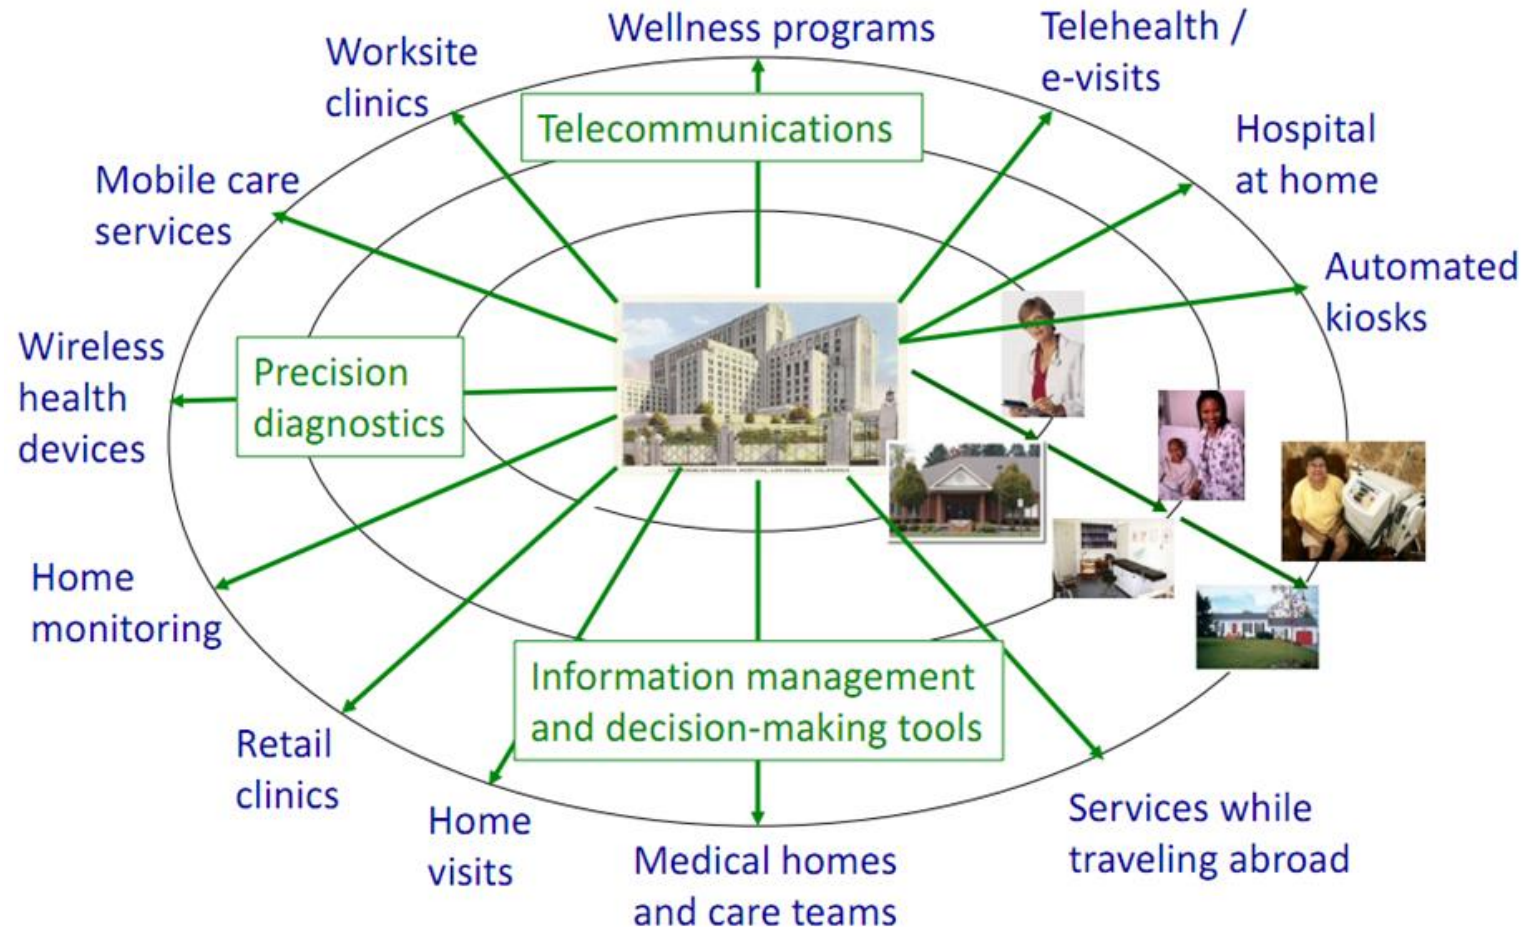 Wellness programs
Telehealth /
e-visits
Worksite
clinics
Telecommunications
Hospital
at home
Mobile care
services
Automated
kiosks
Wireless
health
devices
Precision
diagnostics
Home
monitoring
Information management
and decision-making tools
Retail
clinics
Home
visits
Medical homes
and care teams
Services while
traveling abroad